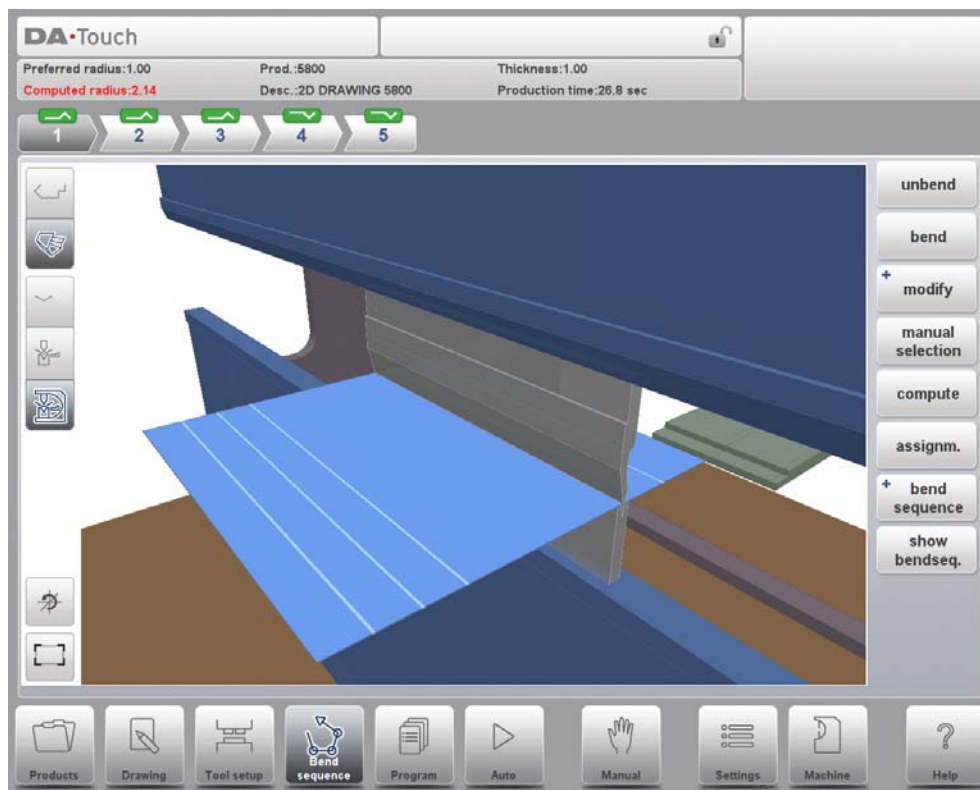 DA•Touch
Preferred radius:1.00 Prod.:5800 Thickness:1.00
Computed radius:2.14 Desc.:2D DRAWING 5800 Production time:26.8 sec
1 2 3 4 5
unbend
bend
+ modify
manual
selection
compute
assignm.
+ bend
sequence
show
bendseq.
Products Drawing Tool setup Bend
sequence Program Auto Manual Settings Machine ? Help